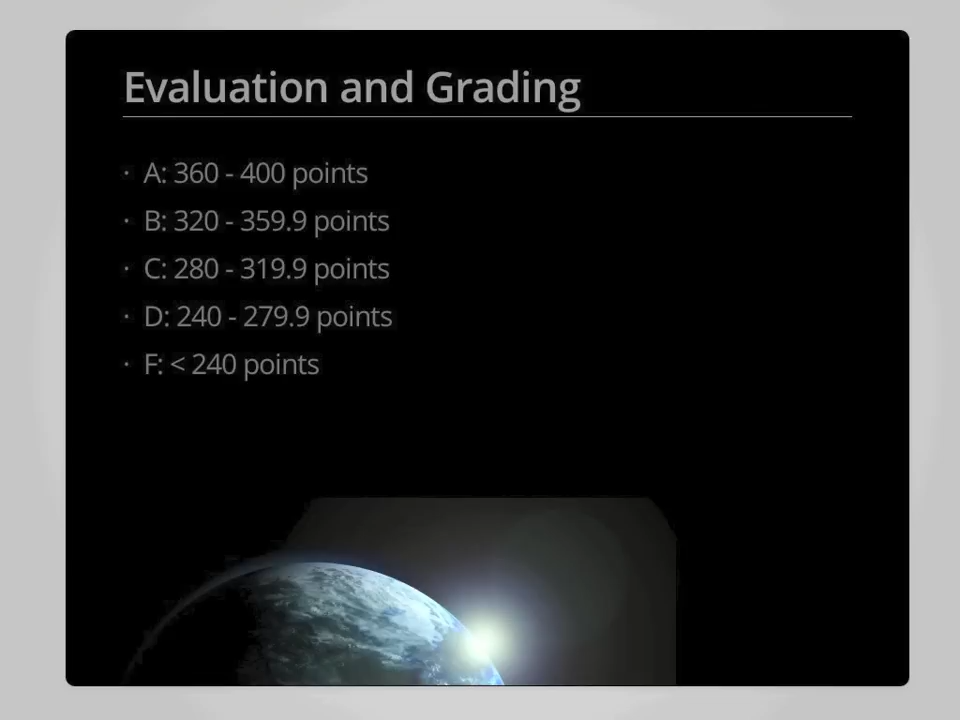 Evaluation and Grading
· A: 360 - 400 points
· B: 320 - 359.9 points
· C: 280 - 319.9 points
· D: 240 - 279.9 points
· F: < 240 points